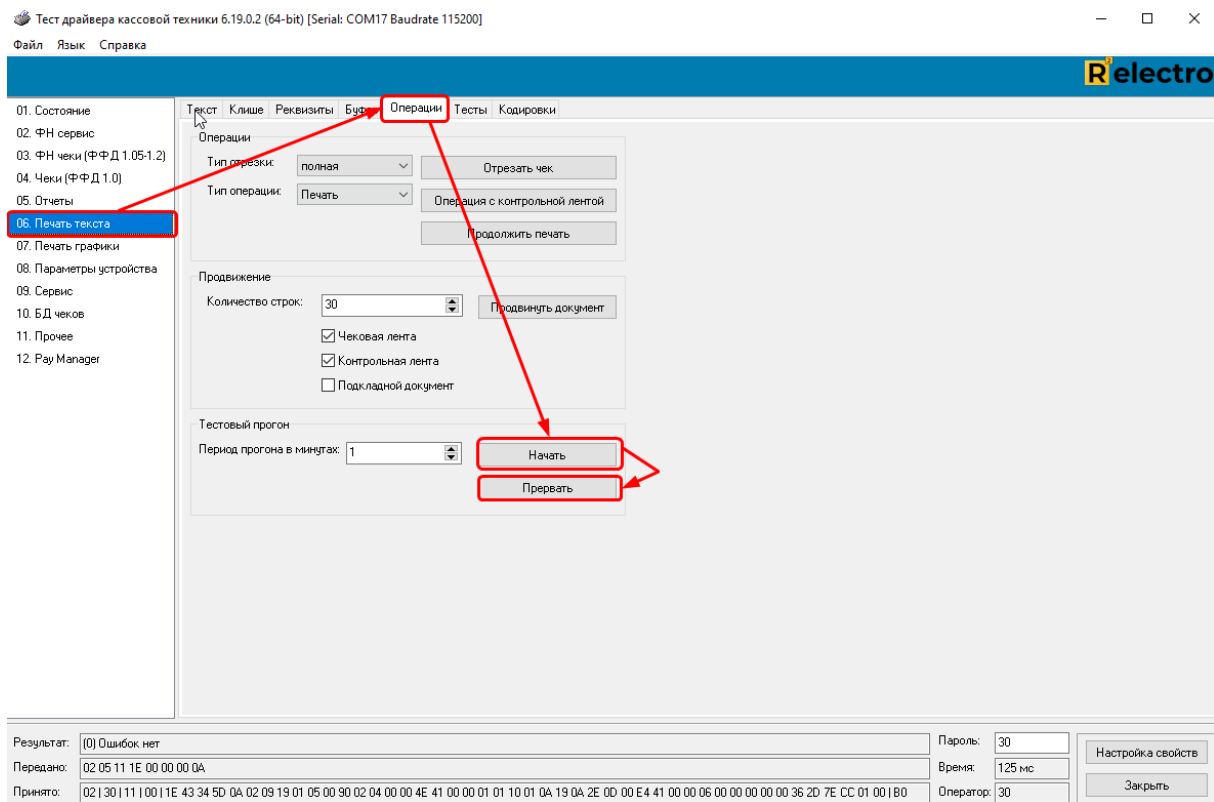 Тест драйвера кассовой техники 6.19.0.2 (64-bit) [Serial: COM17 Baudrate 115200]
Файл Язык Справка
R electro
01. Состояние
02. ФН сервис
03. ФН чеки (ФФД 1.05-1.2)
04. Чеки (ФФД 1.0)
05. Отчеты
06. Печать текста
07. Печать графики
08. Параметры устройства
09. Сервис
10. БД чеков
11. Прочее
12. Pay Manager
Текст Клише Реквизиты Буфер Операции Тесты Кодировки
Операции
Тип отрезки: полная Отрезать чек
Тип операции: Печать Операция с контрольной лентой
Продолжить печать
Продвижение
Количество строк: 30 Продвинуть документ
Чековая лента
Контрольная лента
Подкладной документ
Тестовый прогон
Период прогона в минутах: 1 Начать
Прервать
Результат: (0) Ошибок нет Пароль: 30 Настройка свойств
Передано: 02 05 11 1E 00 00 00 0A Время: 125 мс
Принято: 02 | 30 | 11 | 00 | 1E 43 34 5D 0A 02 09 19 01 05 00 90 02 04 00 00 4E 41 00 00 01 01 10 01 0A 19 0A 2E 0D 00 E4 41 00 00 06 00 00 00 00 00 36 2D 7E CC 01 00 | B0 Оператор: 30 Закрыть